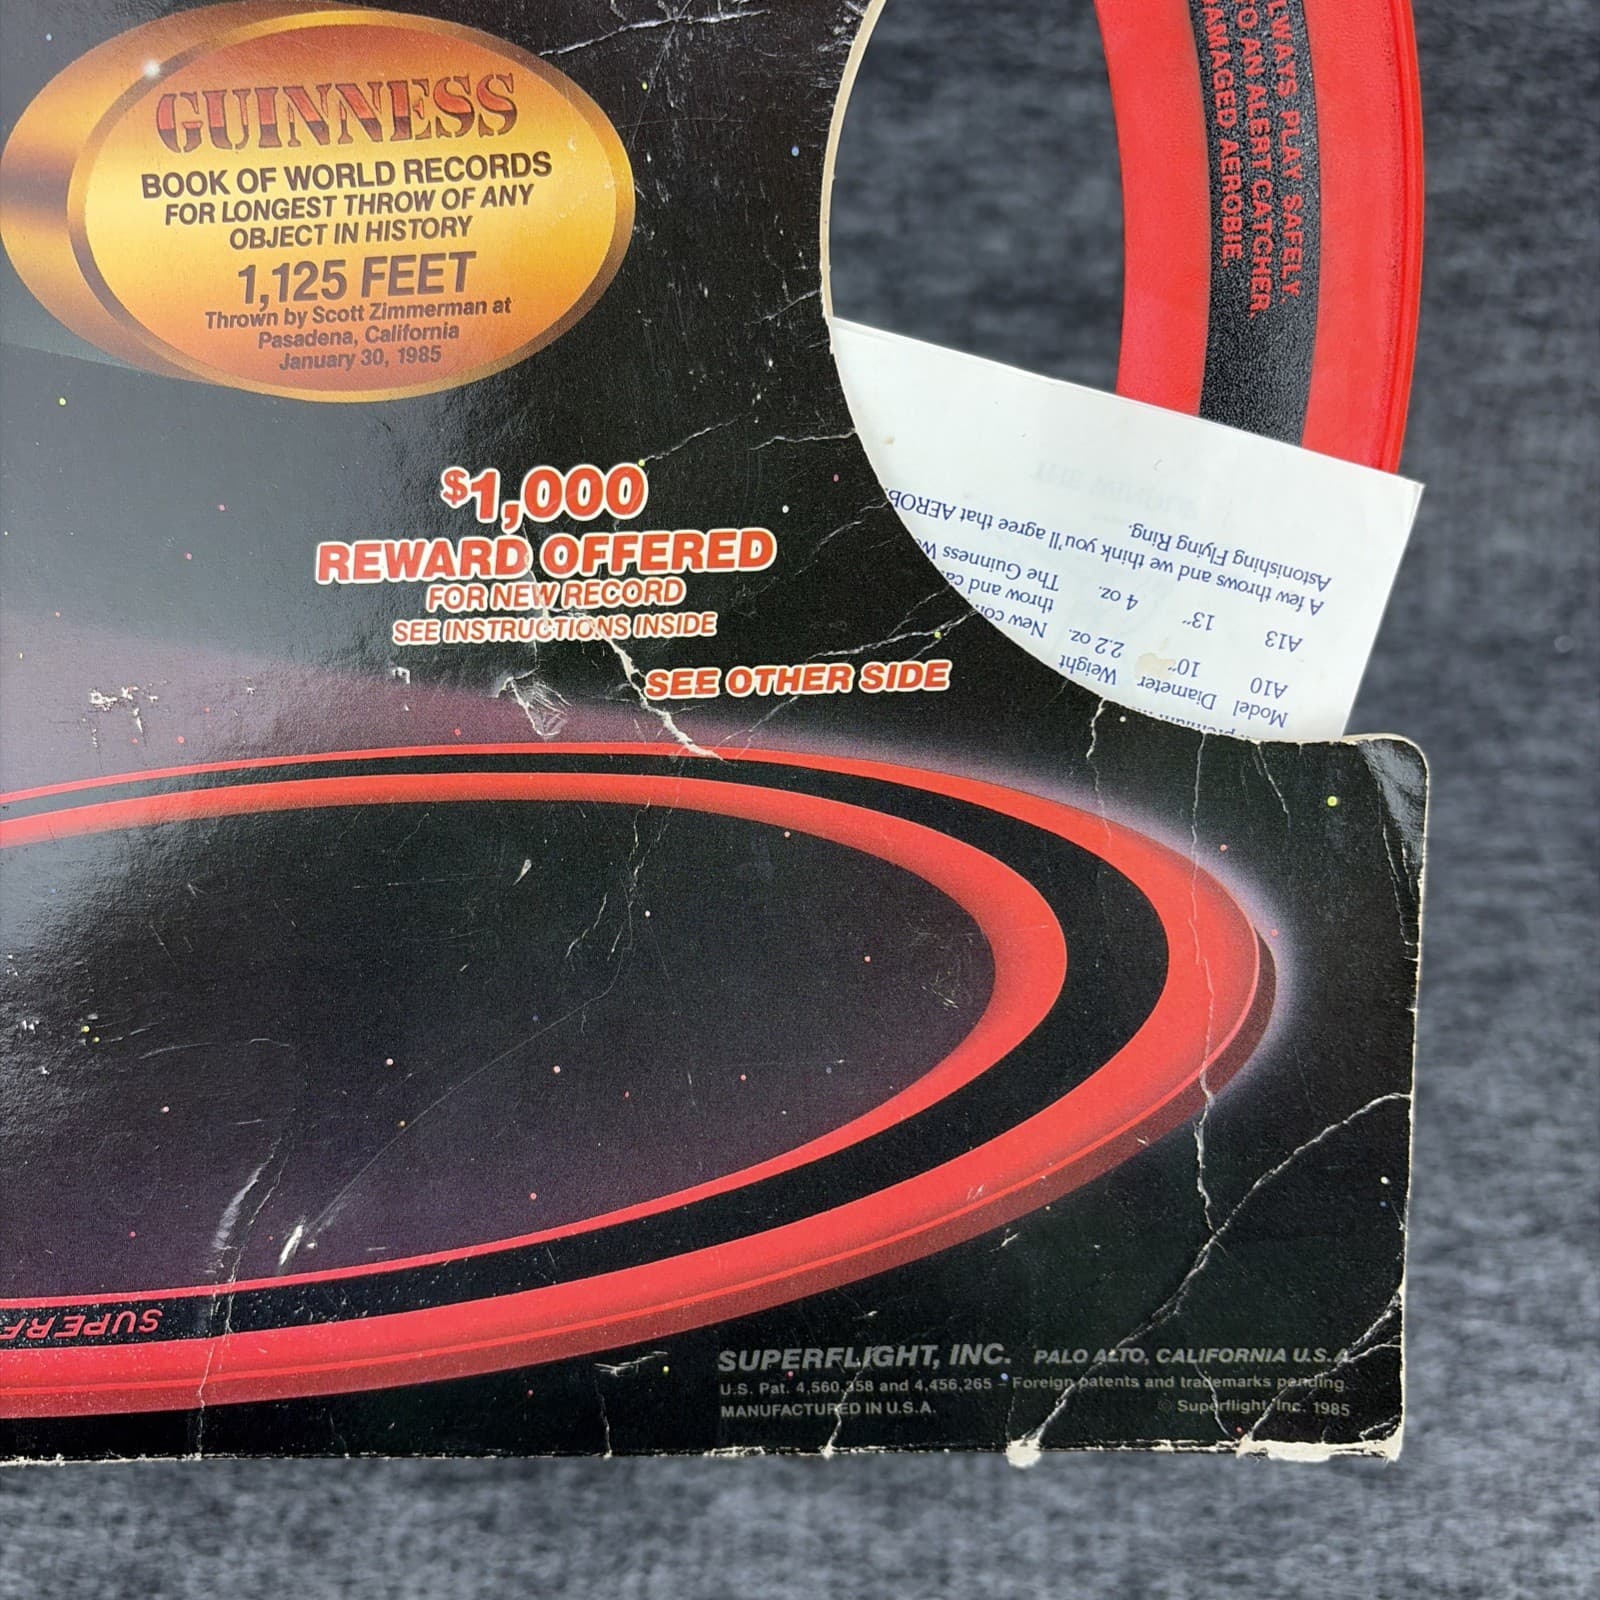 GUINNESS
BOOK OF WORLD RECORDS
FOR LONGEST THROW OF ANY
OBJECT IN HISTORY
1,125 FEET
Thrown by Scott Zimmerman at
Pasadena, California
January 30, 1985
$1,000
REWARD OFFERED
FOR NEW RECORD
SEE INSTRUCTIONS INSIDE
SEE OTHER SIDE
LWAYS PLAY SAFELY.
O AN ALERT CATCHER
AMAGED AEROBIE.
Model Diameter Weight
A10 10" 2.2 oz. New
A13 13" 4 oz. throw and
A few throws and we think you'll agree that AEROB
The Guinness
Astonishing Flying Ring.
SUPERF
SUPERFLIGHT, INC. PALO ALTO, CALIFORNIA U.S.A.
U.S. Pat. 4,560,358 and 4,456,265 – Foreign patents and trademarks pending.
MANUFACTURED IN U.S.A. © Superflight, Inc. 1985